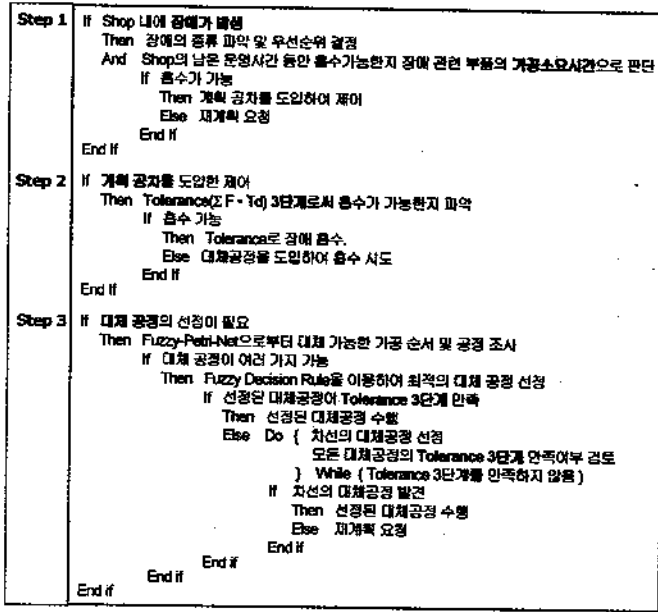 Step 1 If Shop 내에 장애가 발생
Then 장애의 종류 파악 및 우선순위 결정
And Shop의 남은 운영시간 동안 흡수가능한지 장애 관련 부품의 가공소요시간으로 판단
If 흡수가 가능
Then 계획 공차를 도입하여 제어
Else 재계획 요청
End If
End If
Step 2 If 계획 공차를 도입한 제어
Then Tolerance(Σ F - Td) 3단계로써 흡수가 가능한지 파악
If 흡수 가능
Then Tolerance로 장애 흡수.
Else 대체공정을 도입하여 흡수 시도
End If
End If
Step 3 If 대체 공정의 선정이 필요
Then Fuzzy-Petri-Net으로부터 대체 가능한 가공 순서 및 공정 조사
If 대체 공정이 여러 가지 가능
Then Fuzzy Decision Rule을 이용하여 최적의 대체 공정 선정
If 선정된 대체공정이 Tolerance 3단계 만족
Then 선정된 대체공정 수행
Else Do { 차선의 대체공정 선정
모든 대체공정의 Tolerance 3단계 만족여부 검토
} While ( Tolerance 3단계를 만족하지 않음 )
If 차선의 대체공정 발견
Then 선정된 대체공정 수행
Else 재계획 요청
End if
End if
End if
End if